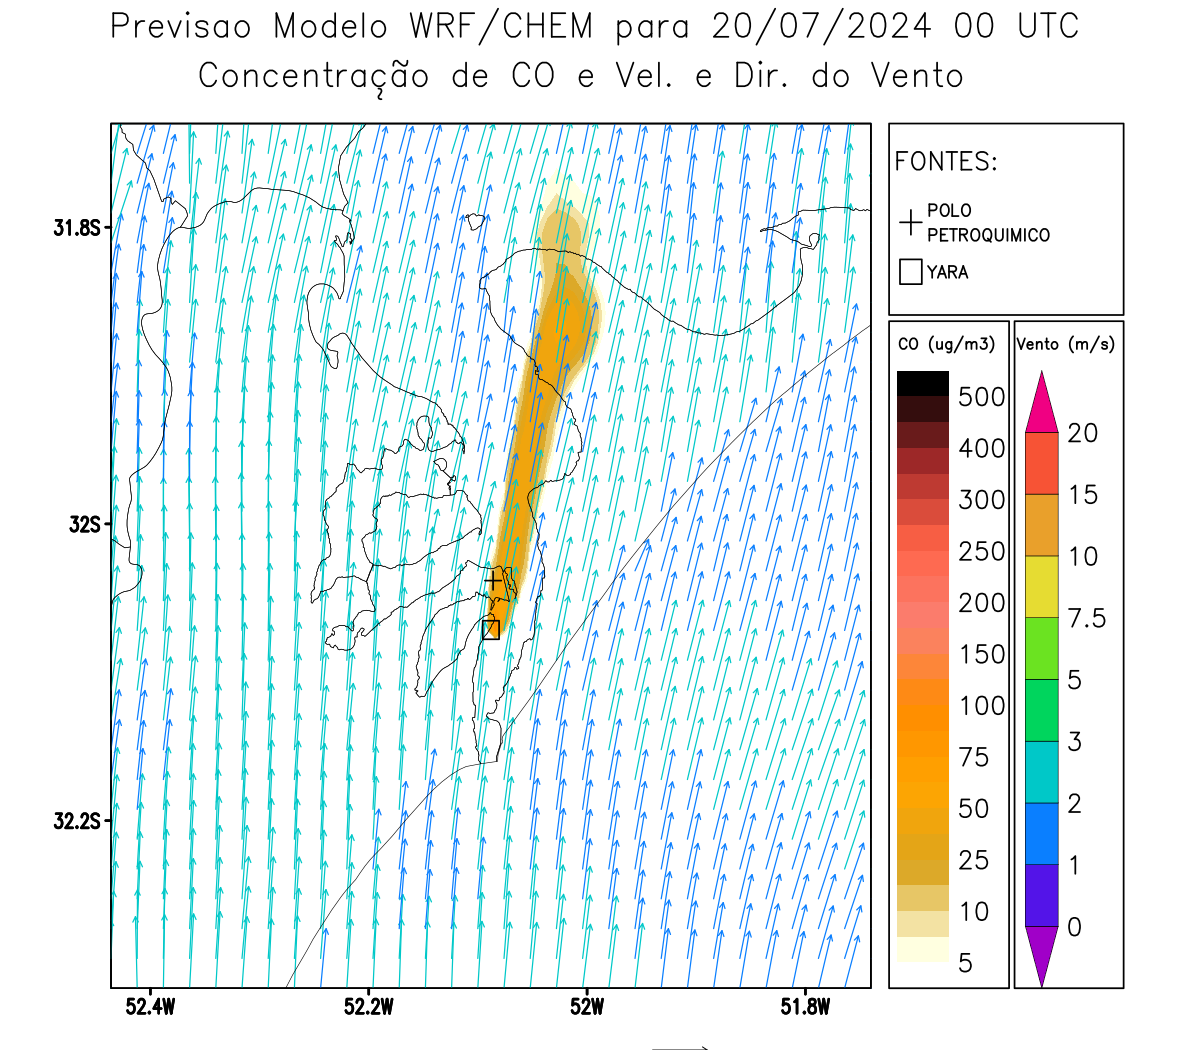 Previsao Modelo WRF/CHEM para 20/07/2024 00 UTC
Concentração de CO e Vel. e Dir. do Vento
FONTES:
POLO
PETROQUIMICO
YARA
CO (ug/m3)
500
400
300
250
200
150
100
75
50
25
10
5
Vento (m/s)
20
15
10
7.5
5
3
2
1
0
31.8S
32S
32.2S
52.4W
52.2W
52W
51.8W